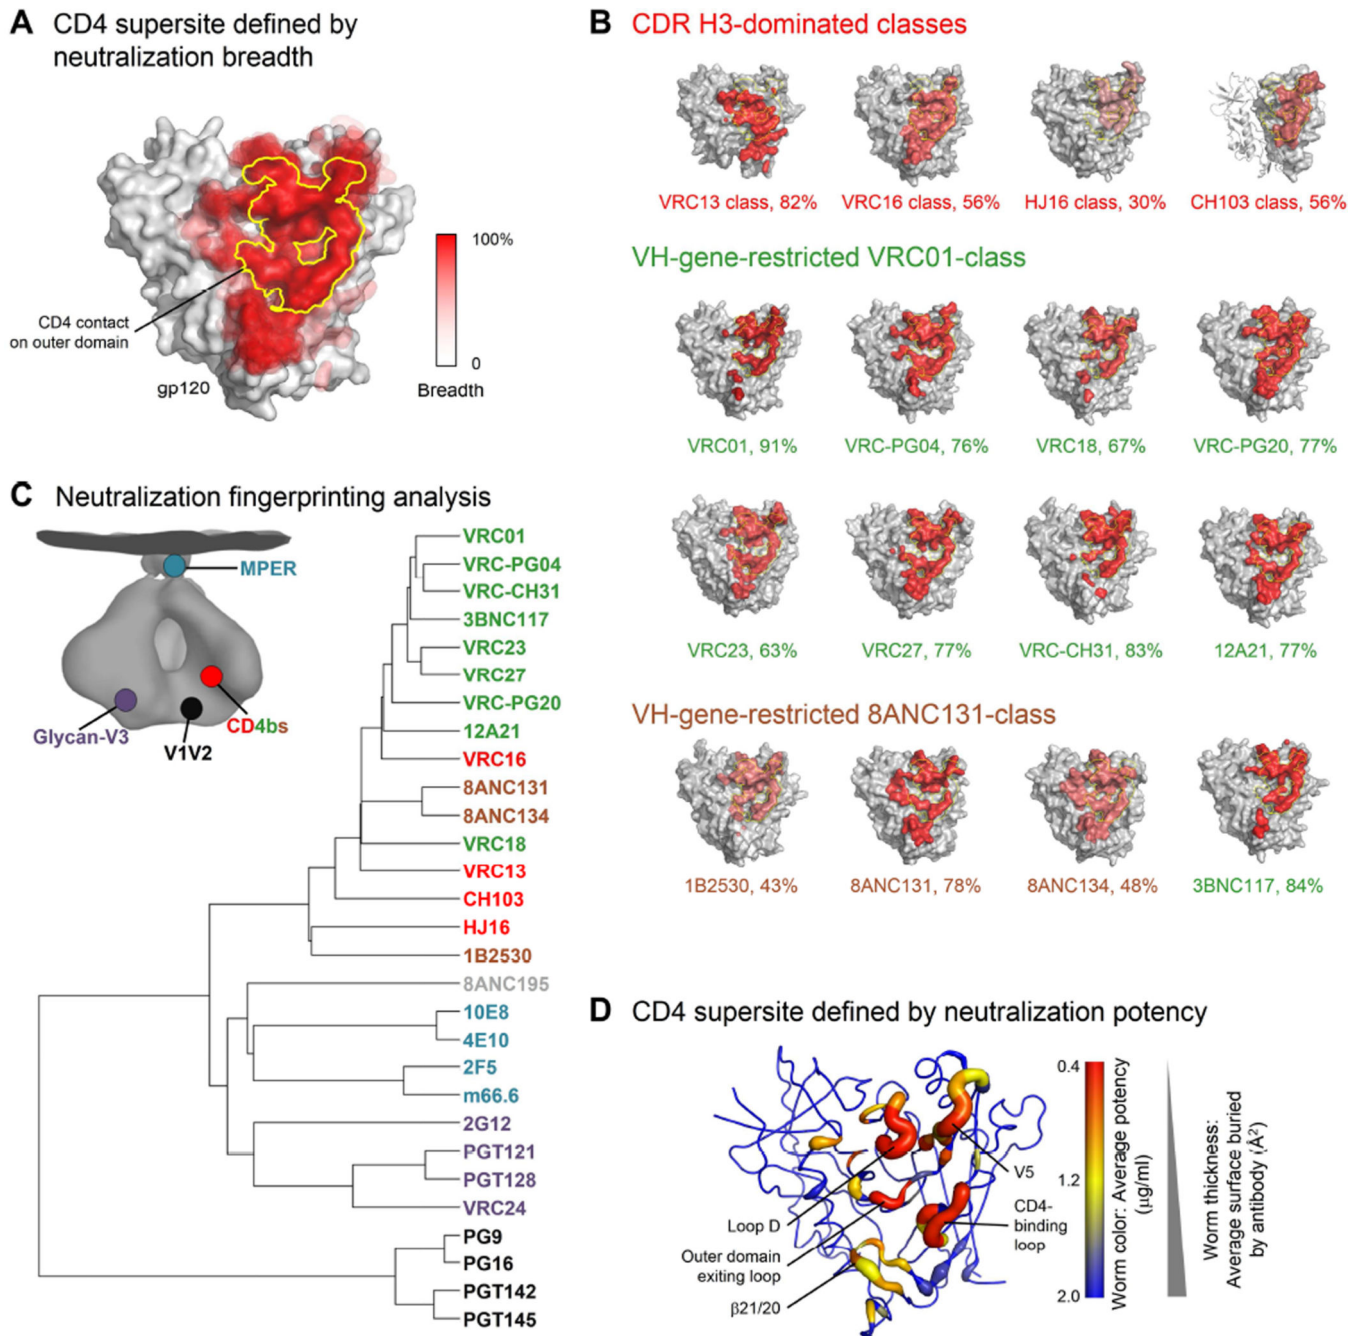 A CD4 supersite defined by
neutralization breadth
CD4 contact
on outer domain
gp120
100%
0
Breadth
B CDR H3-dominated classes
VRC13 class, 82%
VRC16 class, 56%
HJ16 class, 30%
CH103 class, 56%
VH-gene-restricted VRC01-class
VRC01, 91%
VRC-PG04, 76%
VRC18, 67%
VRC-PG20, 77%
VRC23, 63%
VRC27, 77%
VRC-CH31, 83%
12A21, 77%
VH-gene-restricted 8ANC131-class
1B2530, 43%
8ANC131, 78%
8ANC134, 48%
3BNC117, 84%
C Neutralization fingerprinting analysis
MPER
CD4bs
Glycan-V3
V1V2
VRC01
VRC-PG04
VRC-CH31
3BNC117
VRC23
VRC27
VRC-PG20
12A21
VRC16
8ANC131
8ANC134
VRC18
VRC13
CH103
HJ16
1B2530
8ANC195
10E8
4E10
2F5
m66.6
2G12
PGT121
PGT128
VRC24
PG9
PG16
PGT142
PGT145
D CD4 supersite defined by neutralization potency
Loop D
Outer domain
exiting loop
β21/20
V5
CD4-
binding
loop
0.4
1.2
2.0
Worm color: Average potency
(μg/ml)
Worm thickness:
Average surface buried
by antibody (Å²)